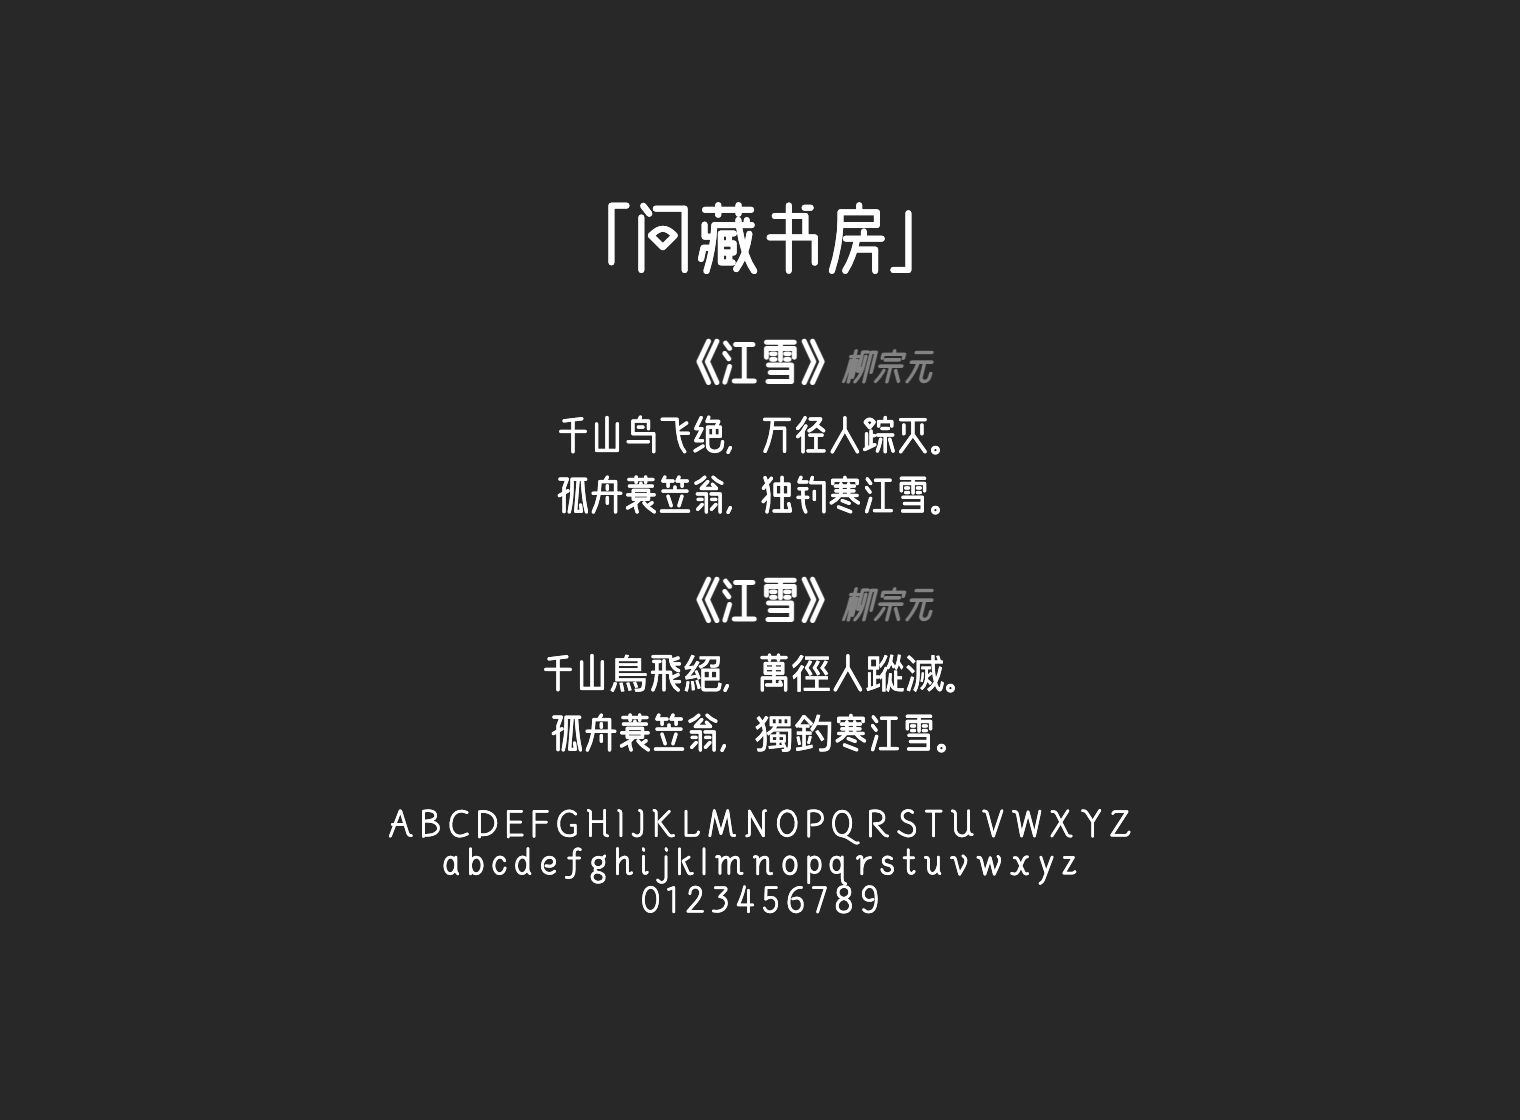 「问藏书房」
《江雪》柳宗元
千山鸟飞绝，万径人踪灭。
孤舟蓑笠翁，独钓寒江雪。
《江雪》柳宗元
千山鳥飛絕，萬徑人蹤滅。
孤舟蓑笠翁，獨釣寒江雪。
ABCDEFGHIJKLMNOPQRSTUVWXYZ
abcdefghijklmnopqrstuvwxyz
0123456789